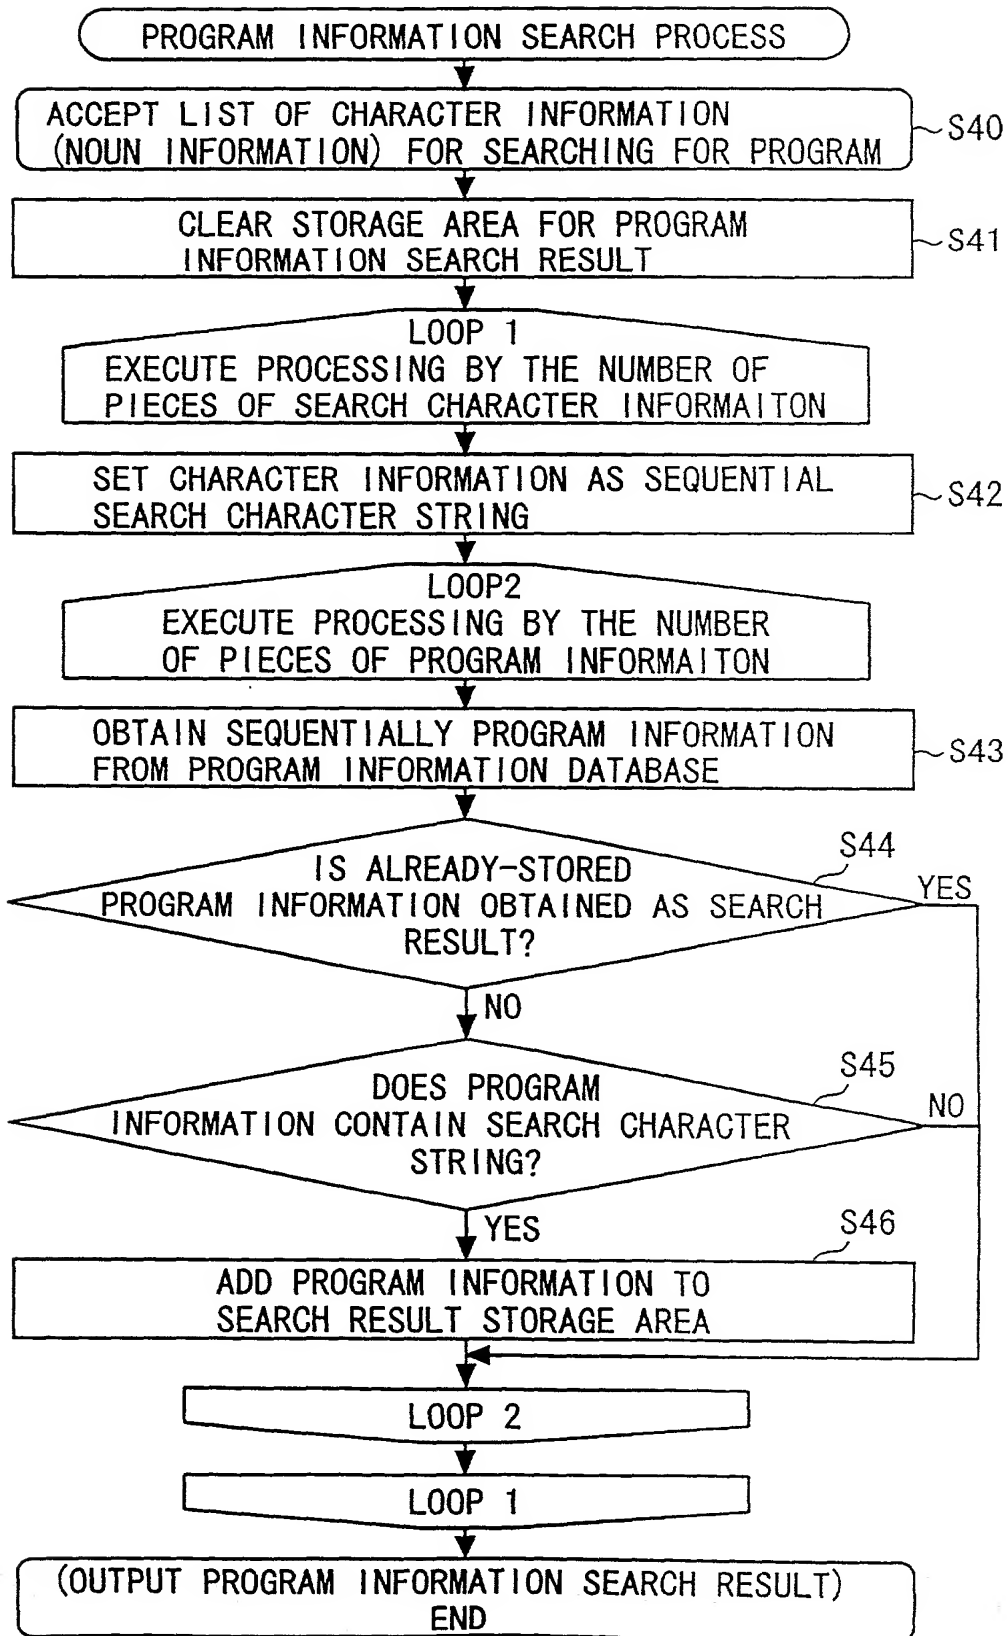 PROGRAM INFORMATION SEARCH PROCESS
ACCEPT LIST OF CHARACTER INFORMATION
(NOUN INFORMATION) FOR SEARCHING FOR PROGRAM
S40
CLEAR STORAGE AREA FOR PROGRAM
INFORMATION SEARCH RESULT
S41
LOOP 1
EXECUTE PROCESSING BY THE NUMBER OF
PIECES OF SEARCH CHARACTER INFORMAITON
SET CHARACTER INFORMATION AS SEQUENTIAL
SEARCH CHARACTER STRING
S42
LOOP2
EXECUTE PROCESSING BY THE NUMBER
OF PIECES OF PROGRAM INFORMAITON
OBTAIN SEQUENTIALLY PROGRAM INFORMATION
FROM PROGRAM INFORMATION DATABASE
S43
S44
IS ALREADY-STORED
PROGRAM INFORMATION OBTAINED AS SEARCH
RESULT?
YES
NO
S45
DOES PROGRAM
INFORMATION CONTAIN SEARCH CHARACTER
STRING?
NO
YES
S46
ADD PROGRAM INFORMATION TO
SEARCH RESULT STORAGE AREA
LOOP 2
LOOP 1
(OUTPUT PROGRAM INFORMATION SEARCH RESULT)
END